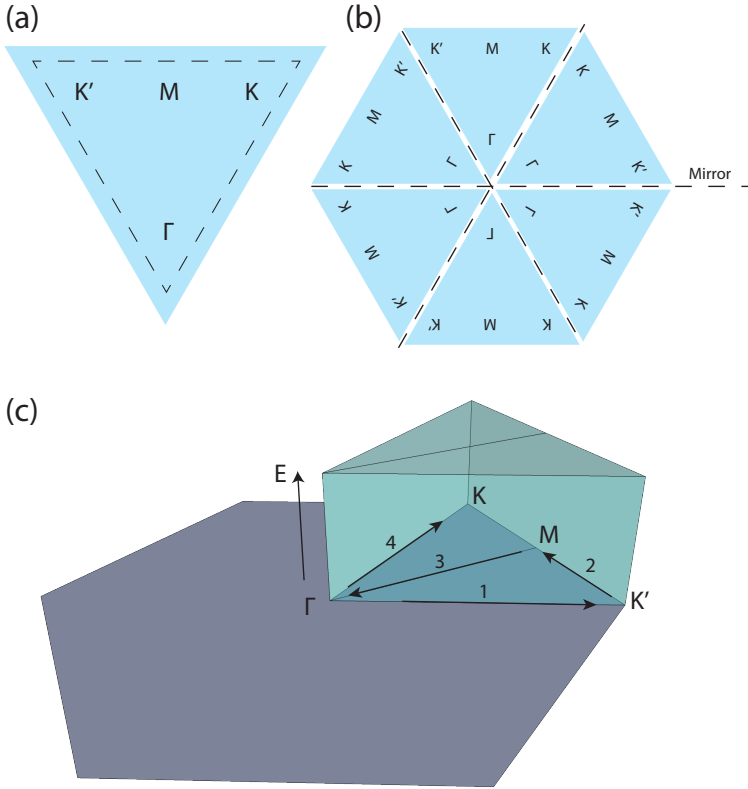 (a)
K′ M K
Γ
(b)
K′ M K
K′ K
M M
Γ
K Γ Γ K′
Mirror
K Γ Γ K′
Γ
M M
K′ K
K′ M K
(c)
E
K
4
M
3
2
1
Γ
K′